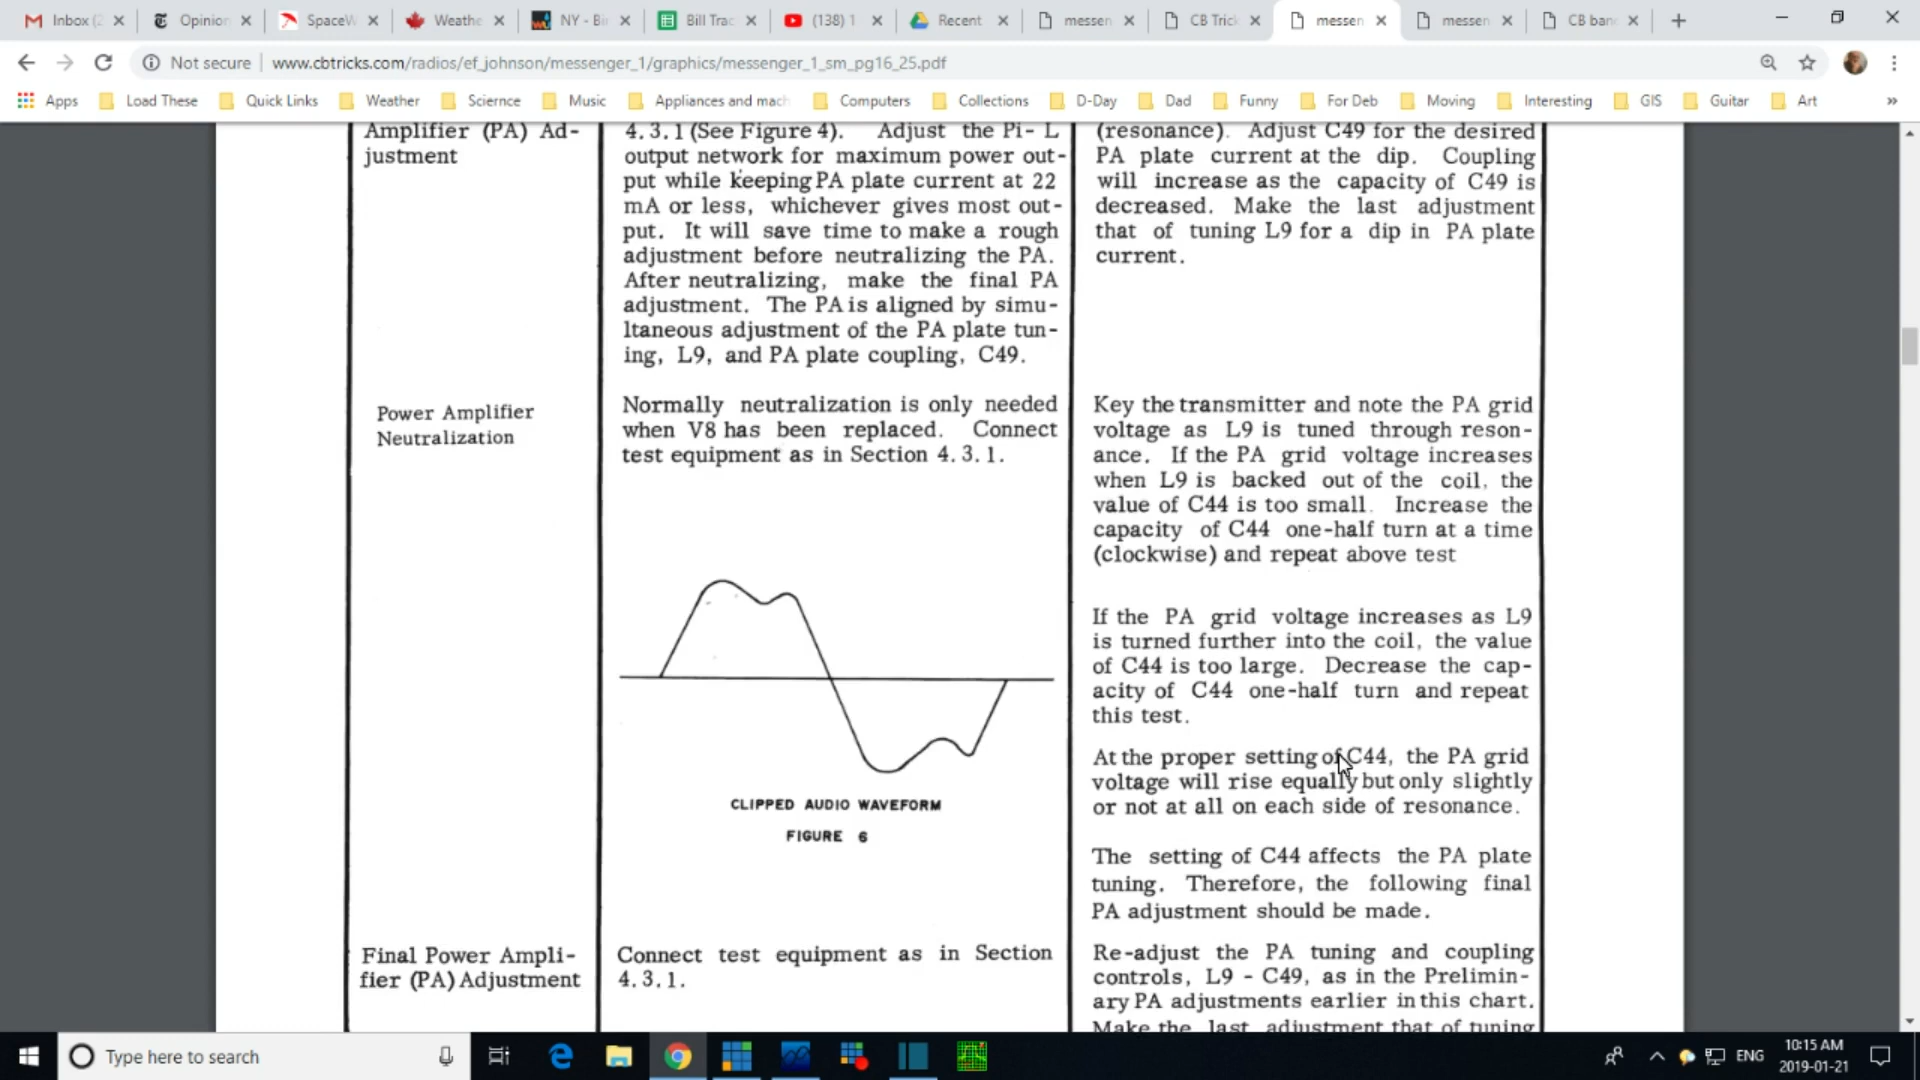 Inbox (2
Opinion
SpaceW
Weathe
NY - Bi
Bill Trac
(138) 1
Recent
messen
CB Trick
messen
messen
CB ban
Not secure
www.cbtricks.com/radios/ef_johnson/messenger_1/graphics/messenger_1_sm_pg16_25.pdf
Apps
Load These
Quick Links
Weather
Sciernce
Music
Appliances and mach
Computers
Collections
D-Day
Dad
Funny
For Deb
Moving
Interesting
GIS
Guitar
Art
»
Amplifier (PA) Ad-
justment
4.3.1 (See Figure 4). Adjust the Pi- L
output network for maximum power out-
put while keeping PA plate current at 22
mA or less, whichever gives most out-
put. It will save time to make a rough
adjustment before neutralizing the PA.
After neutralizing, make the final PA
adjustment. The PA is aligned by simu-
ltaneous adjustment of the PA plate tun-
ing, L9, and PA plate coupling, C49.
(resonance). Adjust C49 for the desired
PA plate current at the dip. Coupling
will increase as the capacity of C49 is
decreased. Make the last adjustment
that of tuning L9 for a dip in PA plate
current.
Power Amplifier
Neutralization
Normally neutralization is only needed
when V8 has been replaced. Connect
test equipment as in Section 4.3.1.
Key the transmitter and note the PA grid
voltage as L9 is tuned through reson-
ance. If the PA grid voltage increases
when L9 is backed out of the coil, the
value of C44 is too small. Increase the
capacity of C44 one-half turn at a time
(clockwise) and repeat above test
If the PA grid voltage increases as L9
is turned further into the coil, the value
of C44 is too large. Decrease the cap-
acity of C44 one-half turn and repeat
this test.
At the proper setting of C44, the PA grid
voltage will rise equally but only slightly
or not at all on each side of resonance.
CLIPPED AUDIO WAVEFORM
FIGURE 6
The setting of C44 affects the PA plate
tuning. Therefore, the following final
PA adjustment should be made.
Final Power Ampli-
fier (PA) Adjustment
Connect test equipment as in Section
4.3.1.
Re-adjust the PA tuning and coupling
controls, L9 - C49, as in the Prelimin-
ary PA adjustments earlier in this chart.
Make the last adjustment that of tuning
Type here to search
ENG
10:15 AM
2019-01-21